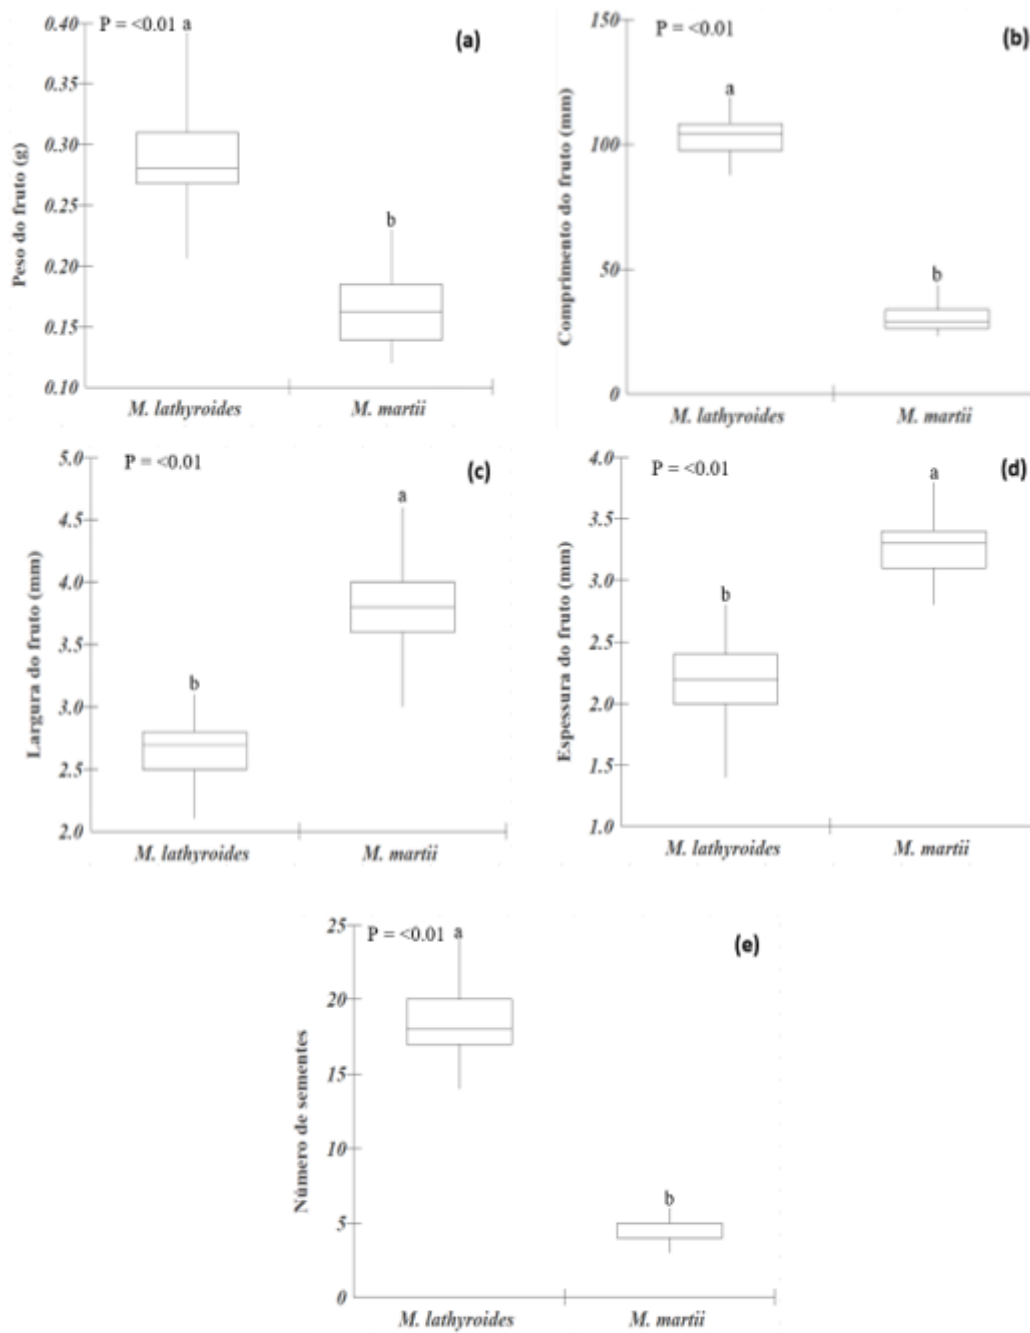 0.40 P = <0.01 a (a)
0.35
0.30
0.25
b
0.20
0.15
0.10
Peso do fruto (g)
M. lathyroides M. martii
150 P = <0.01 (b)
a
100
50
b
0
Comprimento do fruto (mm)
M. lathyroides M. martii
5.0 P = <0.01 (c)
a
4.5
4.0
3.5
b
3.0
2.5
2.0
Largura do fruto (mm)
M. lathyroides M. martii
4.0 P = <0.01 a (d)
3.5
3.0
b
2.5
2.0
1.5
1.0
Espessura do fruto (mm)
M. lathyroides M. martii
25 P = <0.01 a (e)
20
15
10
b
5
0
Número de sementes
M. lathyroides M. martii